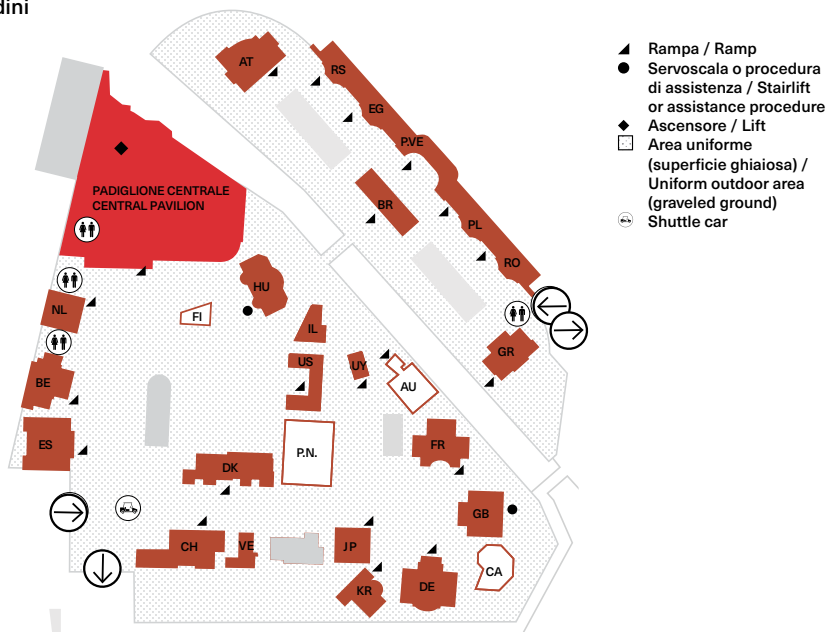 dini
Rampa / Ramp
Servoscala o procedura
di assistenza / Stairlift
or assistance procedure
Ascensore / Lift
Area uniforme
(superficie ghiaiosa) /
Uniform outdoor area
(graveled ground)
Shuttle car
AT
RS
EG
P.VE
BR
PL
RO
GR
PADIGLIONE CENTRALE
CENTRAL PAVILION
HU
FI
NL
IL
US
UY
AU
BE
ES
P.N.
FR
DK
GB
CH
VE
JP
CA
KR
DE